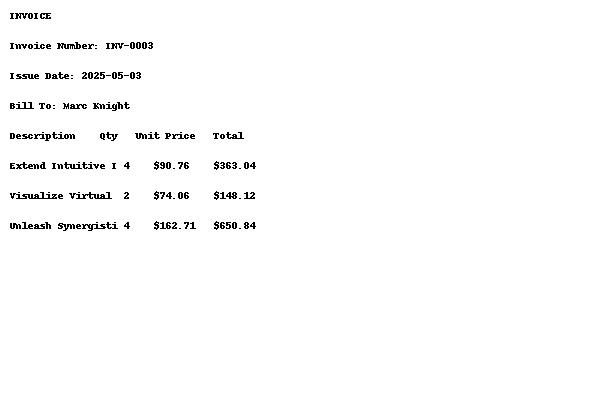 INVOICE
Invoice Number: INV-0003
Issue Date: 2025-05-03
Bill To: Marc Knight
Description Qty Unit Price Total
Extend Intuitive I 4 $90.76 $363.04
Visualize Virtual 2 $74.06 $148.12
Unleash Synergisti 4 $162.71 $650.84